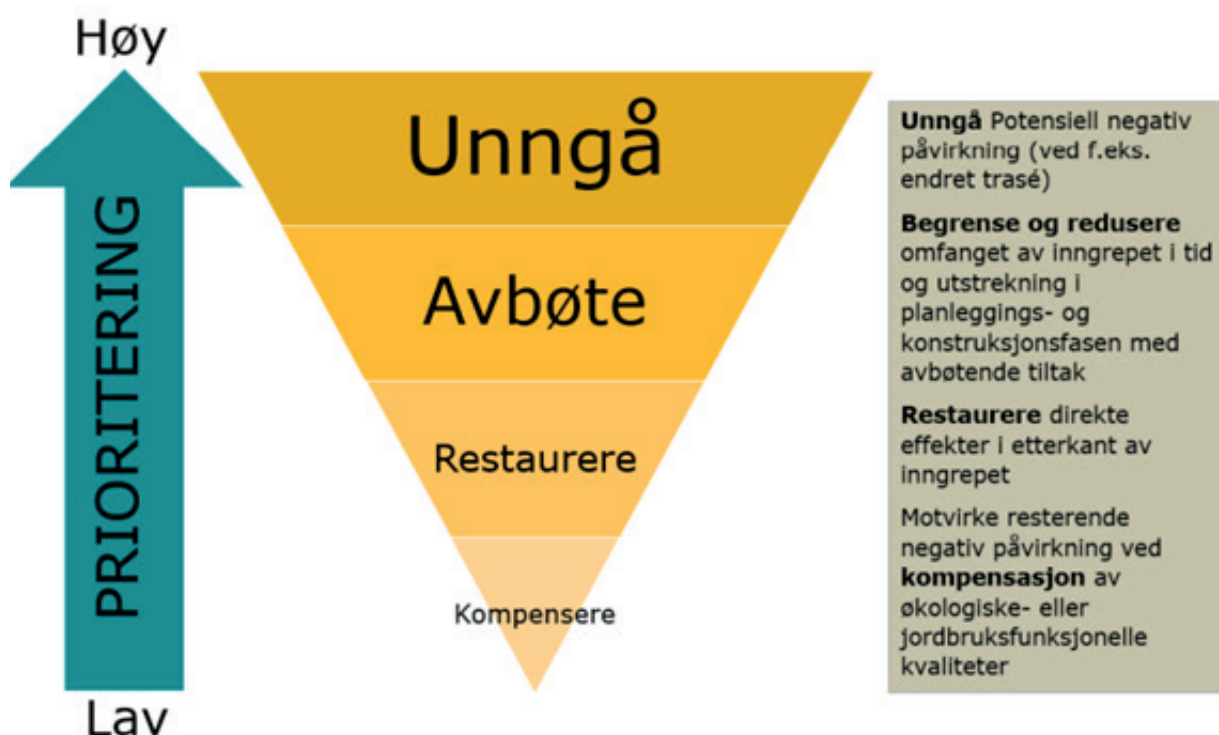 Høy
PRIORITERING
Lav
Unngå
Avbøte
Restaurere
Kompensere
Unngå Potensiell negativ
påvirkning (ved f.eks.
endret trasé)
Begrense og redusere
omfanget av inngrepet i tid
og utstrekning i
planleggings- og
konstruksjonsfasen med
avbøtende tiltak
Restaurere direkte
effekter i etterkant av
inngrepet
Motvirke resterende
negativ påvirkning ved
kompensasjon av
økologiske- eller
jordbruksfunksjonelle
kvaliteter